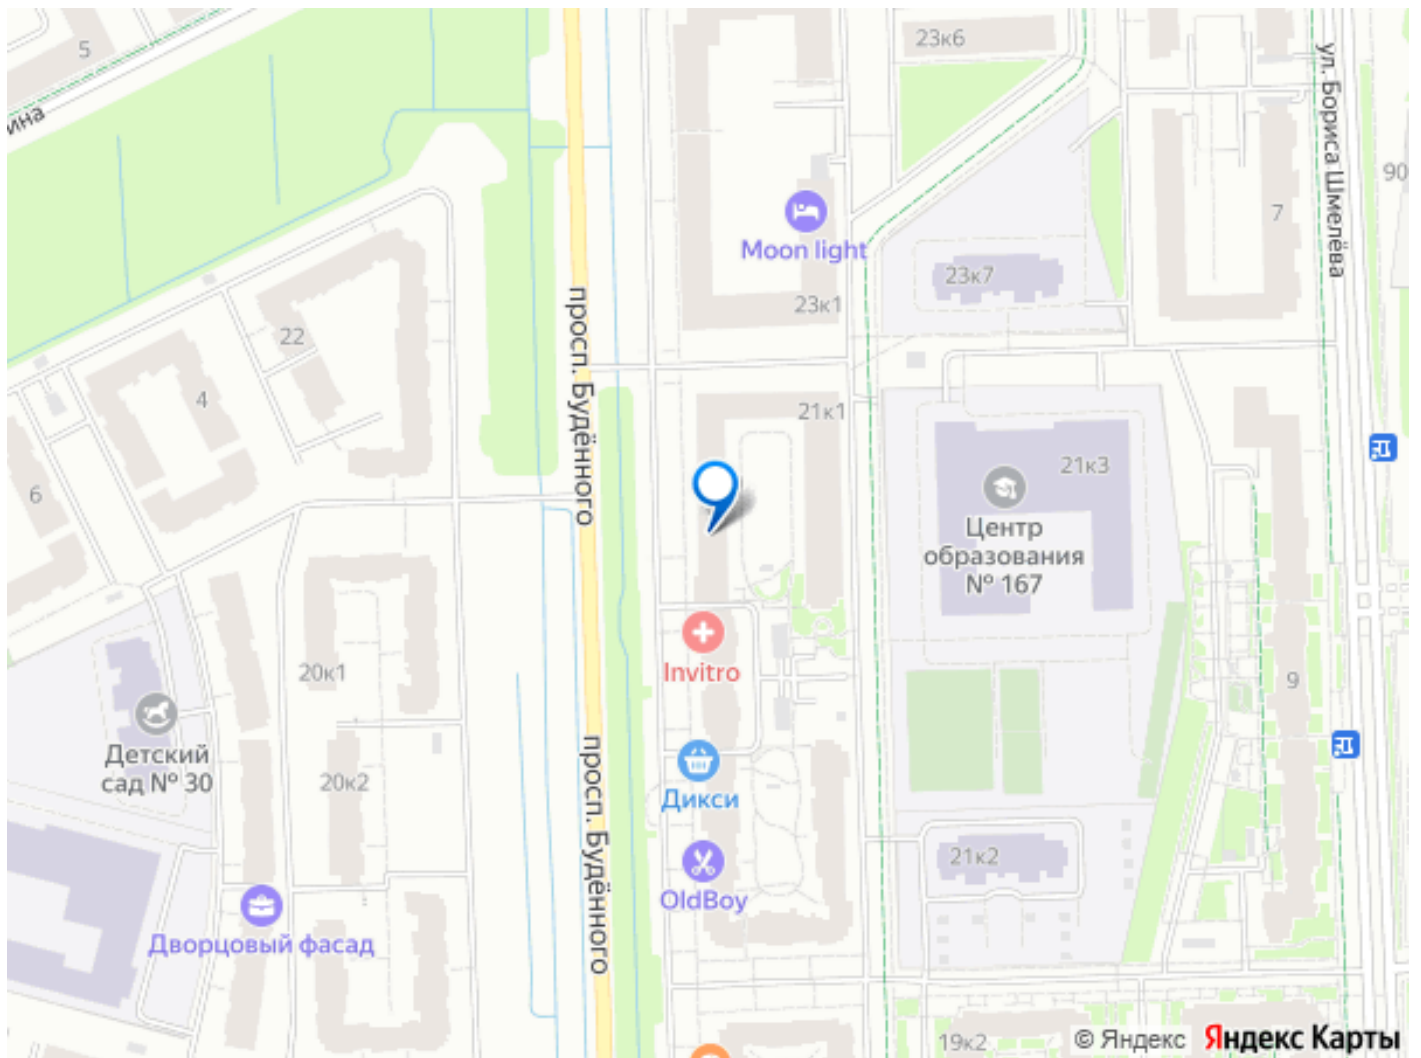 5
23к6
ина
ул. Бориса Шмелёва
90
7
Moon light
23к7
23к1
просп. Будённого
22
4
21к1
6
21к3
Центр
образования
№ 167
Invitro
20к1
9
Детский
сад № 30
20к2
Дикси
просп. Будённого
21к2
OldBoy
Дворцовый фасад
19к2
© Яндекс Яндекс Карты